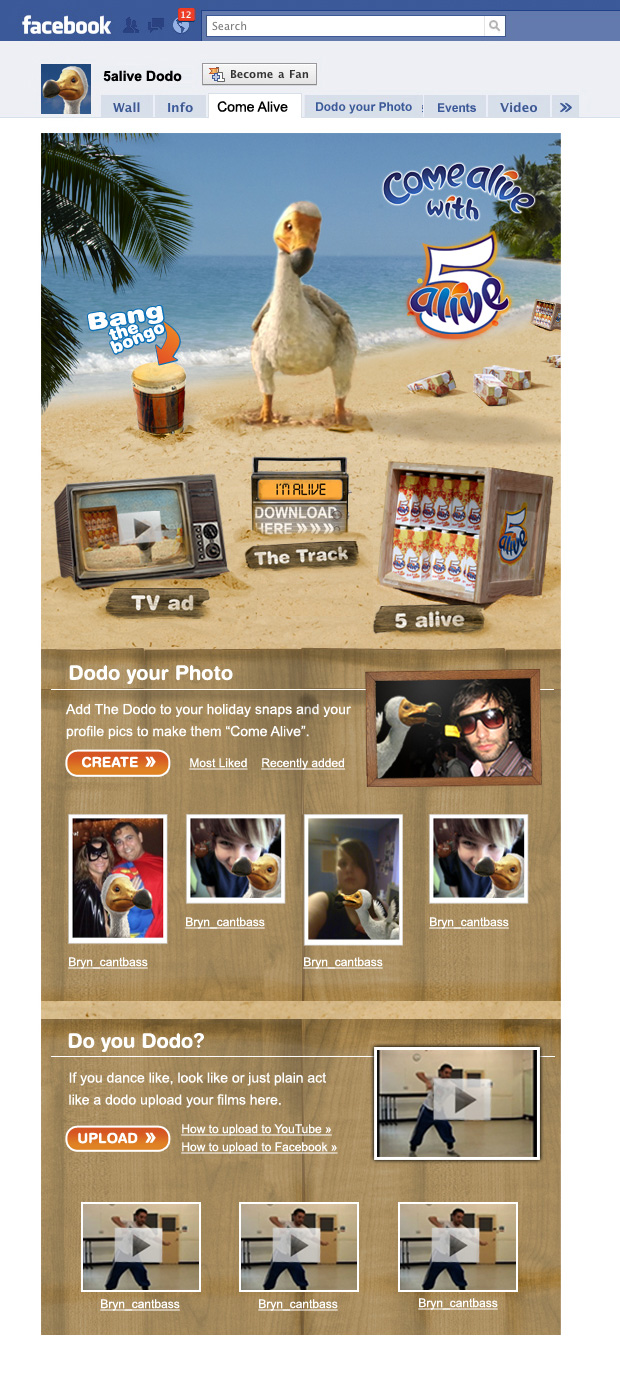 facebook
12
Search
5alive Dodo
Become a Fan
Wall
Info
Come Alive
Dodo your Photo
Events
Video
»
Come alive
with
5
alive
Bang
the
bongo
I'M ALIVE
DOWNLOAD
HERE »»»
The Track
TV ad
5
alive
5 alive
Dodo your Photo
Add The Dodo to your holiday snaps and your
profile pics to make them “Come Alive”.
CREATE »
Most Liked
Recently added
Bryn_cantbass
Bryn_cantbass
Bryn_cantbass
Bryn_cantbass
Do you Dodo?
If you dance like, look like or just plain act
like a dodo upload your films here.
UPLOAD »
How to upload to YouTube »
How to upload to Facebook »
Bryn_cantbass
Bryn_cantbass
Bryn_cantbass